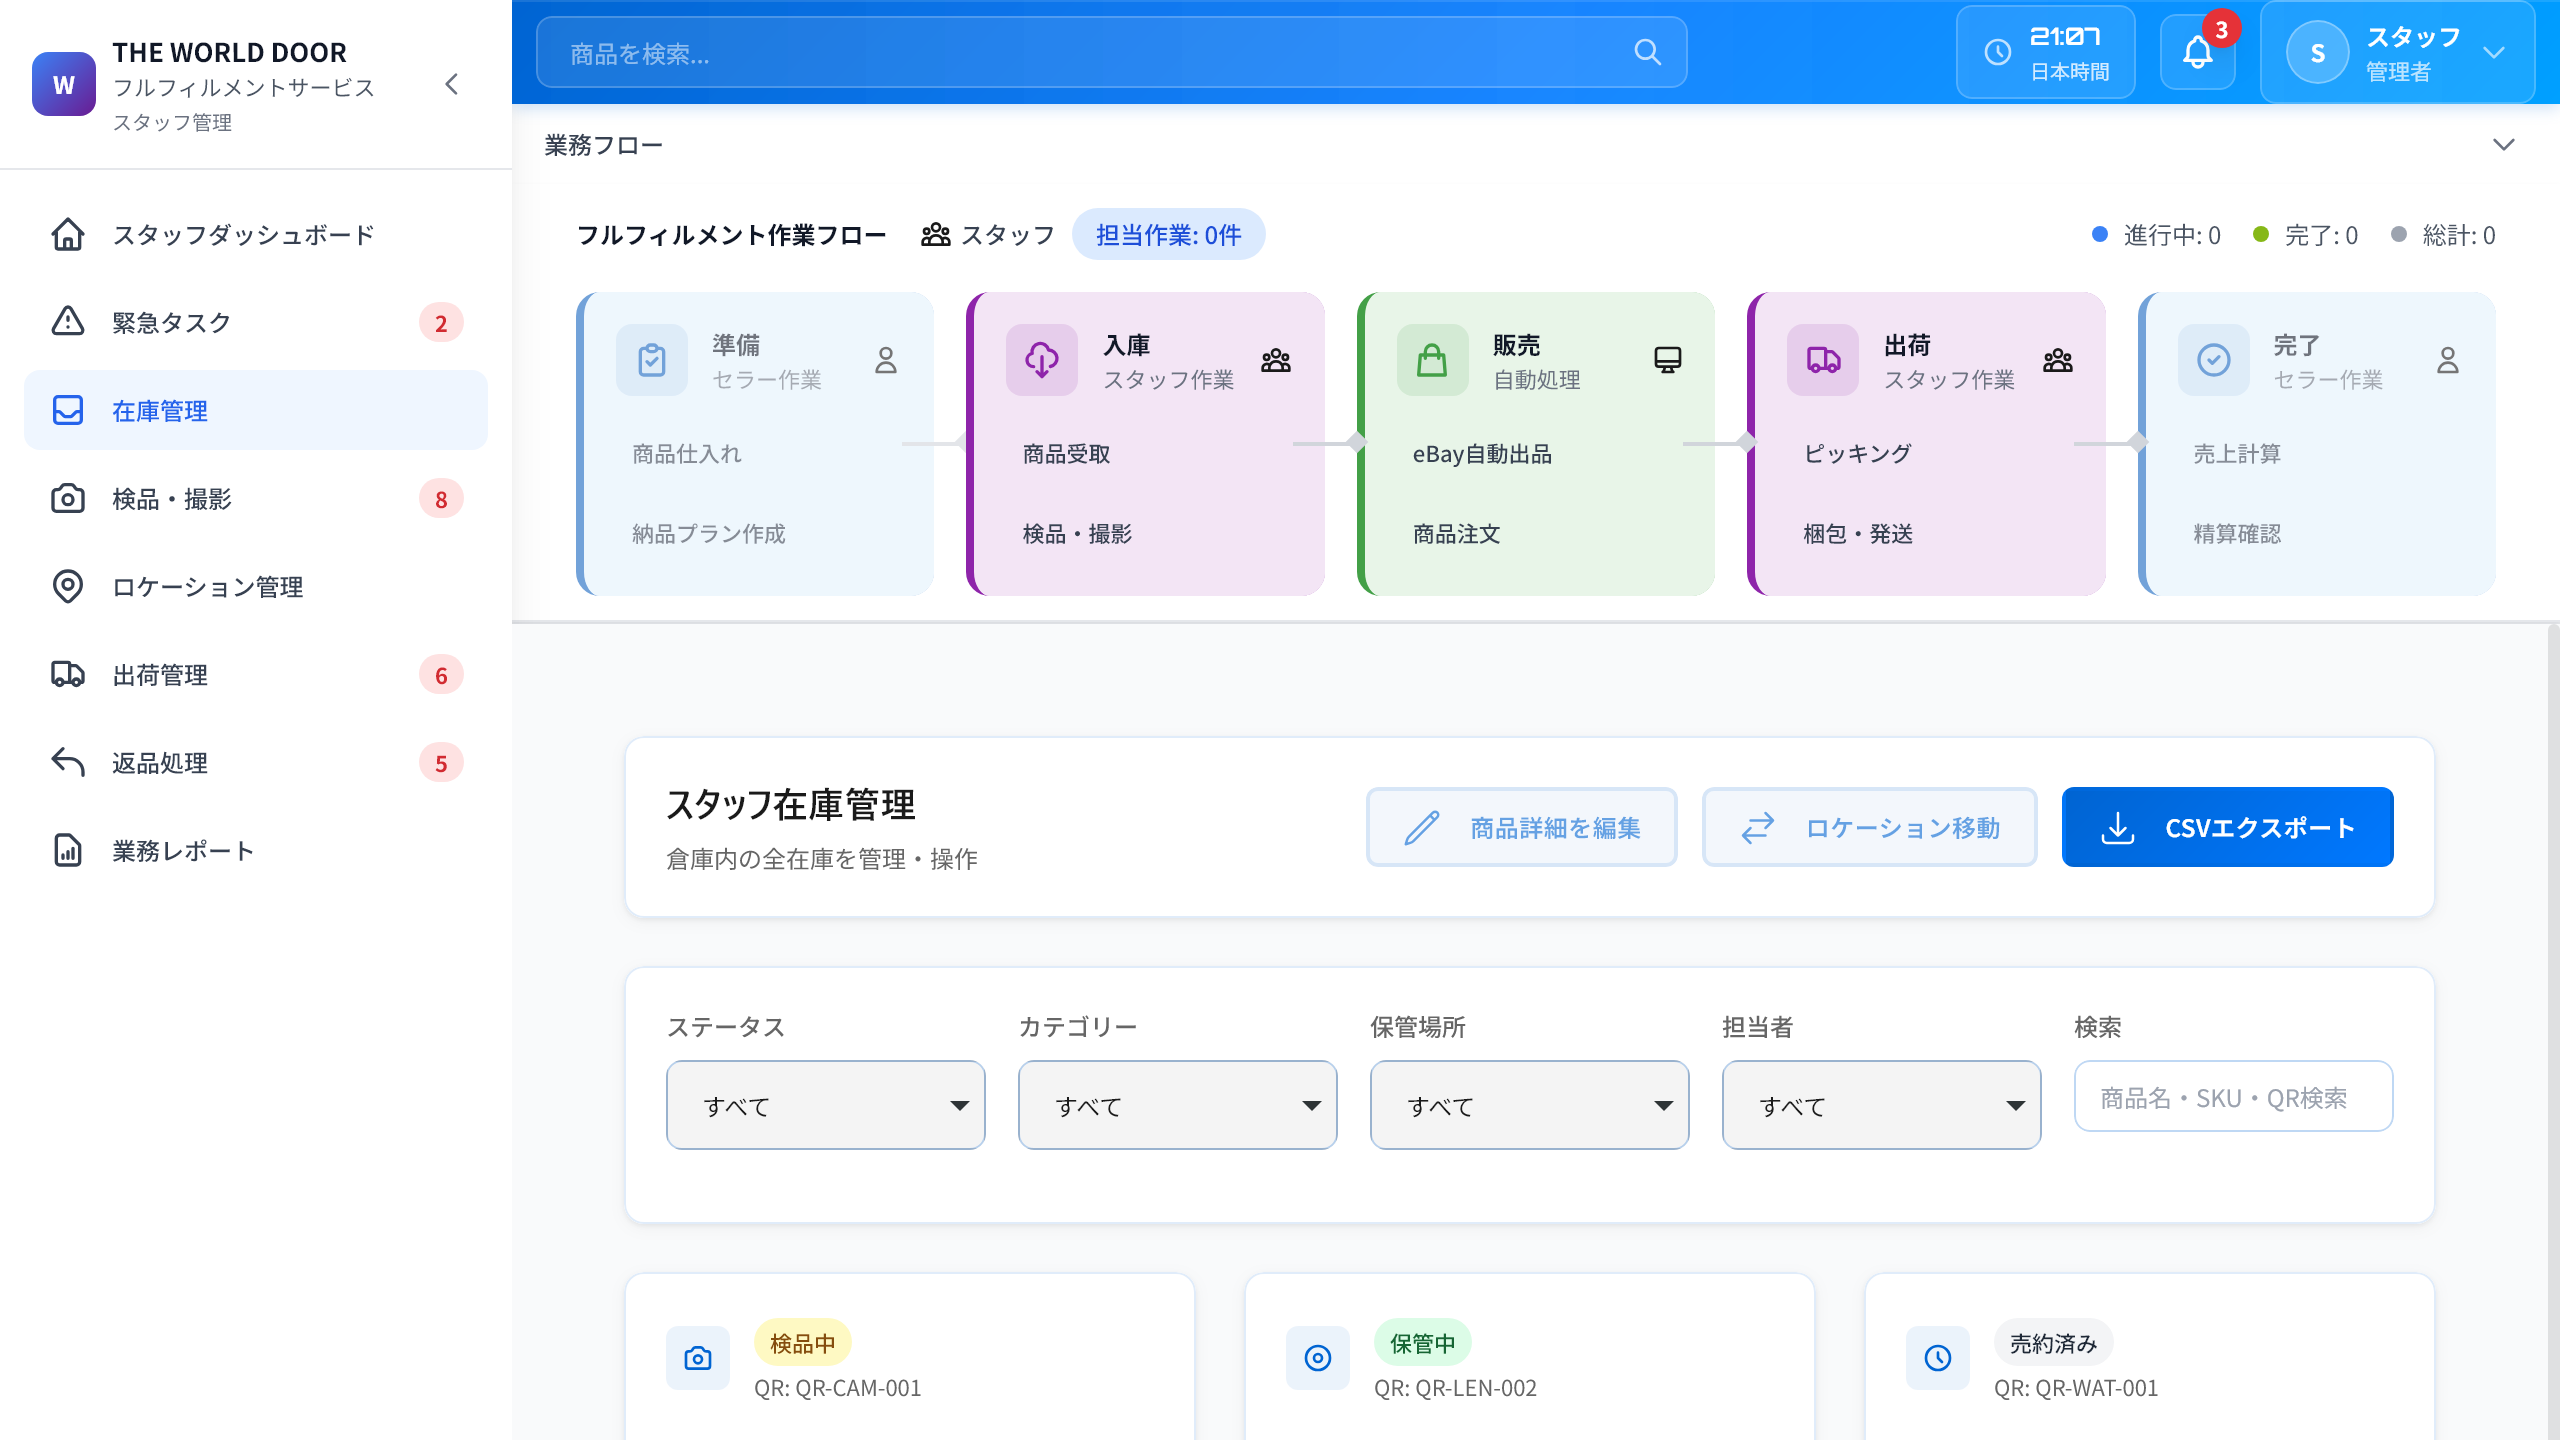 W
THE WORLD DOOR
フルフィルメントサービス
スタッフ管理
スタッフダッシュボード
緊急タスク
2
在庫管理
検品・撮影
8
ロケーション管理
出荷管理
6
返品処理
5
業務レポート
商品を検索...
21:07
日本時間
3
S
スタッフ
管理者
業務フロー
フルフィルメント作業フロー
スタッフ
担当作業: 0件
進行中: 0
完了: 0
総計: 0
準備
セラー作業
商品仕入れ
納品プラン作成
入庫
スタッフ作業
商品受取
検品・撮影
販売
自動処理
eBay自動出品
商品注文
出荷
スタッフ作業
ピッキング
梱包・発送
完了
セラー作業
売上計算
精算確認
スタッフ在庫管理
倉庫内の全在庫を管理・操作
商品詳細を編集
ロケーション移動
CSVエクスポート
ステータス
すべて
カテゴリー
すべて
保管場所
すべて
担当者
すべて
検索
商品名・SKU・QR検索
検品中
QR: QR-CAM-001
保管中
QR: QR-LEN-002
売約済み
QR: QR-WAT-001